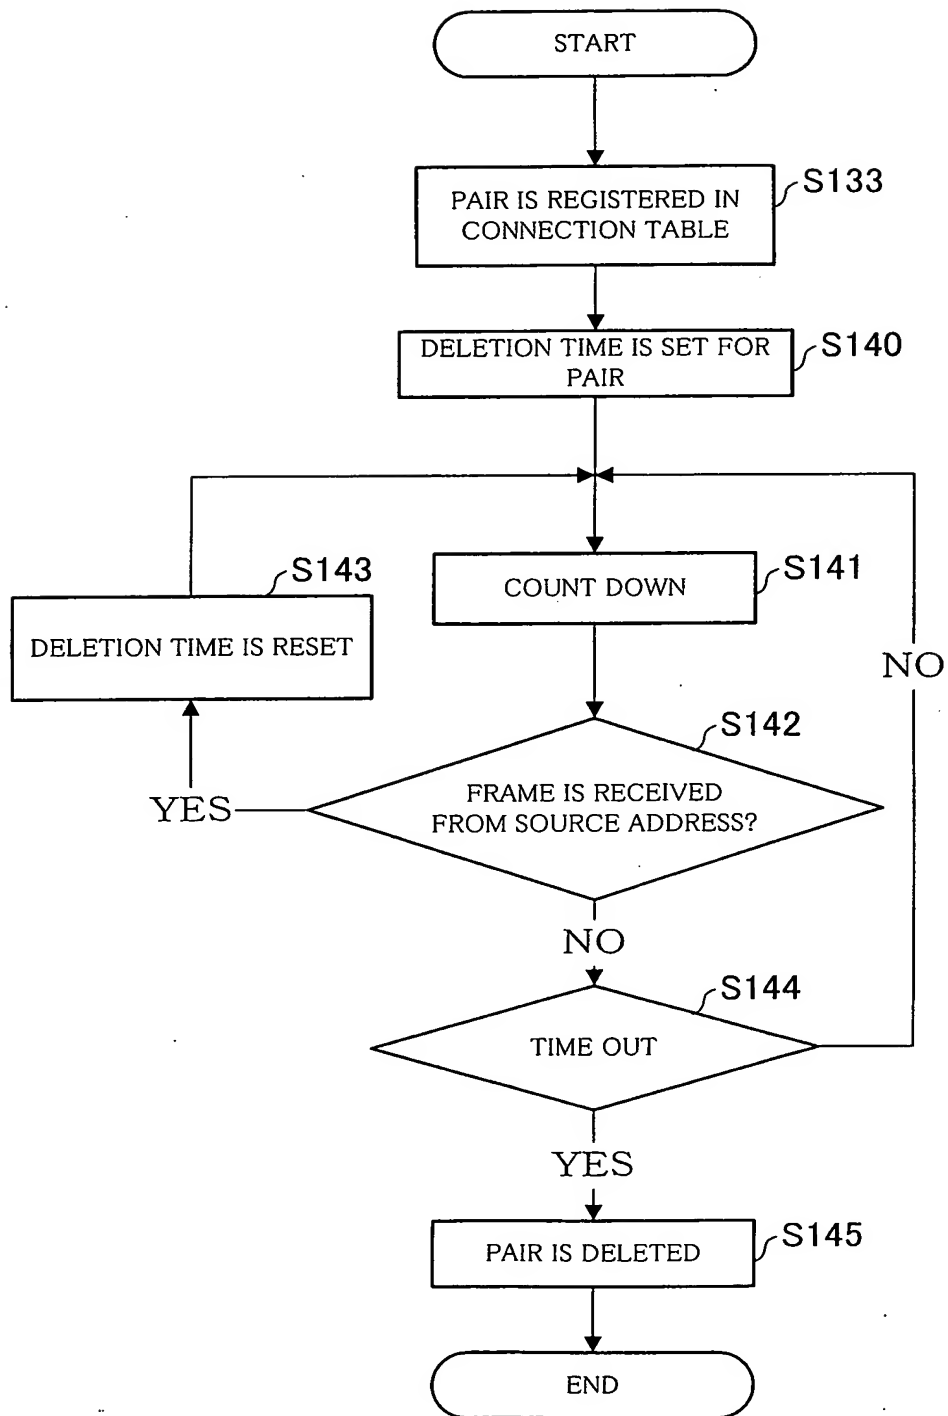 START
PAIR IS REGISTERED IN
CONNECTION TABLE
S133
DELETION TIME IS SET FOR
PAIR
S140
S143
DELETION TIME IS RESET
COUNT DOWN
S141
NO
S142
FRAME IS RECEIVED
FROM SOURCE ADDRESS?
YES
NO
S144
TIME OUT
YES
PAIR IS DELETED
S145
END